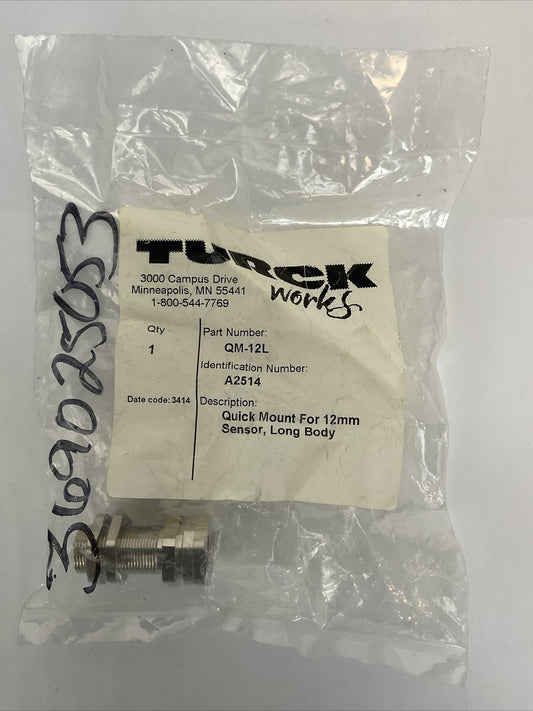 TURCK
works
3000 Campus Drive
Minneapolis, MN 55441
1-800-544-7769
Qty
1
Part Number:
QM-12L
Identification Number:
A2514
Date code: 3414
Description:
Quick Mount For 12mm
Sensor, Long Body
369025053